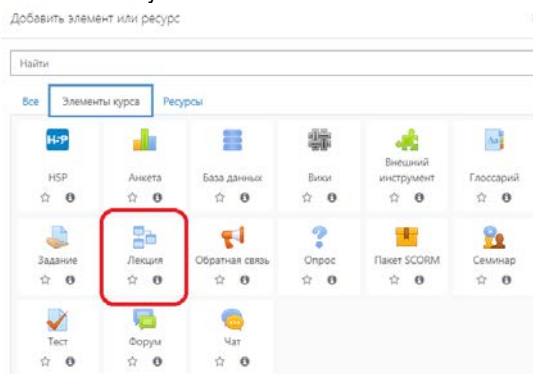 Добавить элемент или ресурс
Найти
Все Элементы курса Ресурсы
H-P
H5P Анкета База данных Вики Внешний инструмент Глоссарий
Задание Лекция Обратная связь Опрос Пакет SCORM Семинар
Тест Форум Чат